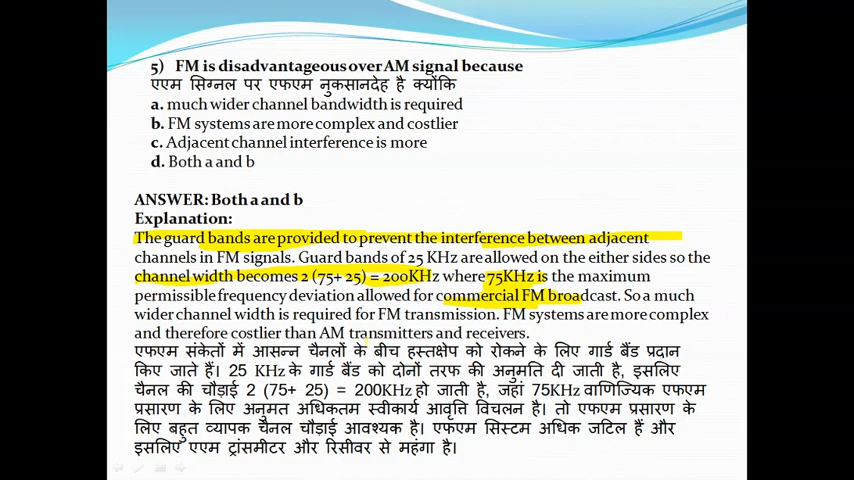 5) FM is disadvantageous over AM signal because
एएम सिग्नल पर एफएम नुकसानदेह है क्योंकि
a. much wider channel bandwidth is required
b. FM systems are more complex and costlier
c. Adjacent channel interference is more
d. Both a and b
ANSWER: Both a and b
Explanation:
The guard bands are provided to prevent the interference between adjacent
channels in FM signals. Guard bands of 25 KHz are allowed on the either sides so the
channel width becomes 2 (75+ 25) = 200KHz where 75KHz is the maximum
permissible frequency deviation allowed for commercial FM broadcast. So a much
wider channel width is required for FM transmission. FM systems are more complex
and therefore costlier than AM transmitters and receivers.
एफएम संकेतों में आसन्न चैनलों के बीच हस्तक्षेप को रोकने के लिए गार्ड बैंड प्रदान
किए जाते हैं। 25 KHz के गार्ड बैंड को दोनों तरफ की अनुमति दी जाती है, इसलिए
चैनल की चौड़ाई 2 (75+ 25) = 200KHz हो जाती है, जहां 75KHz वाणिज्यिक एफएम
प्रसारण के लिए अनुमत अधिकतम स्वीकार्य आवृत्ति विचलन है। तो एफएम प्रसारण के
लिए बहुत व्यापक चैनल चौड़ाई आवश्यक है। एफएम सिस्टम अधिक जटिल हैं और
इसलिए एएम ट्रांसमीटर और रिसीवर से महंगा है।